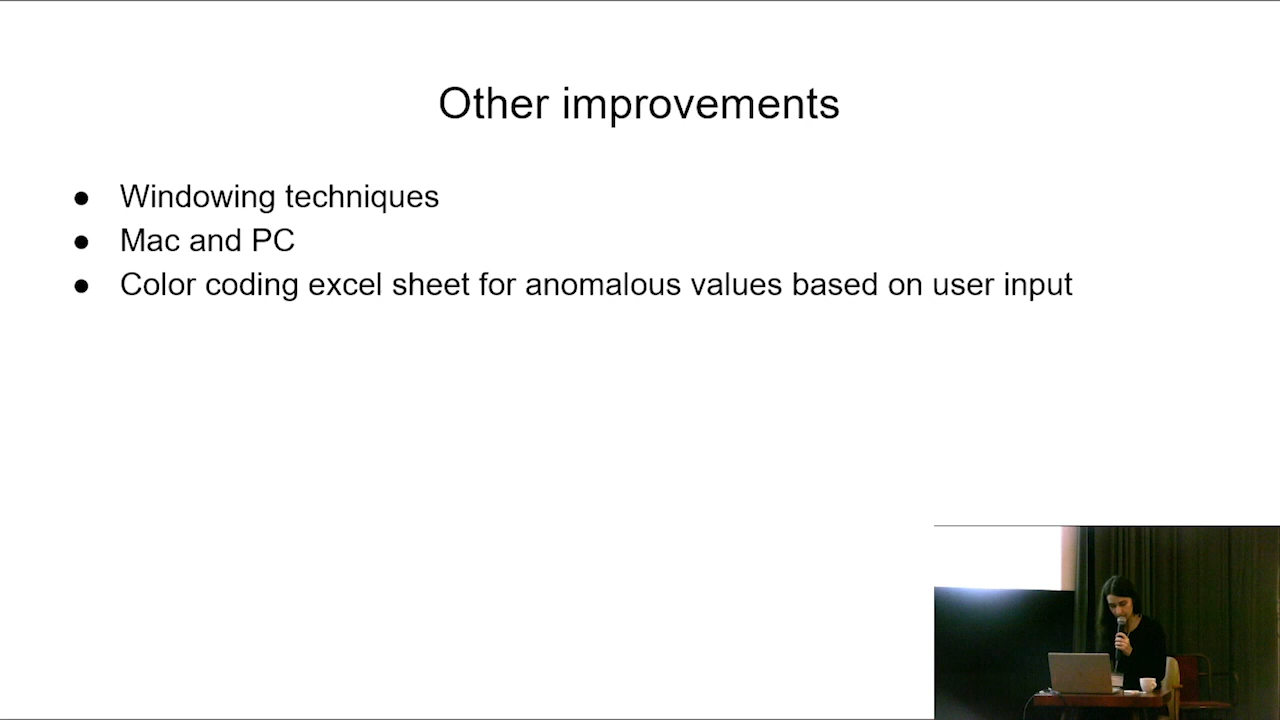 Other improvements
● Windowing techniques
● Mac and PC
● Color coding excel sheet for anomalous values based on user input